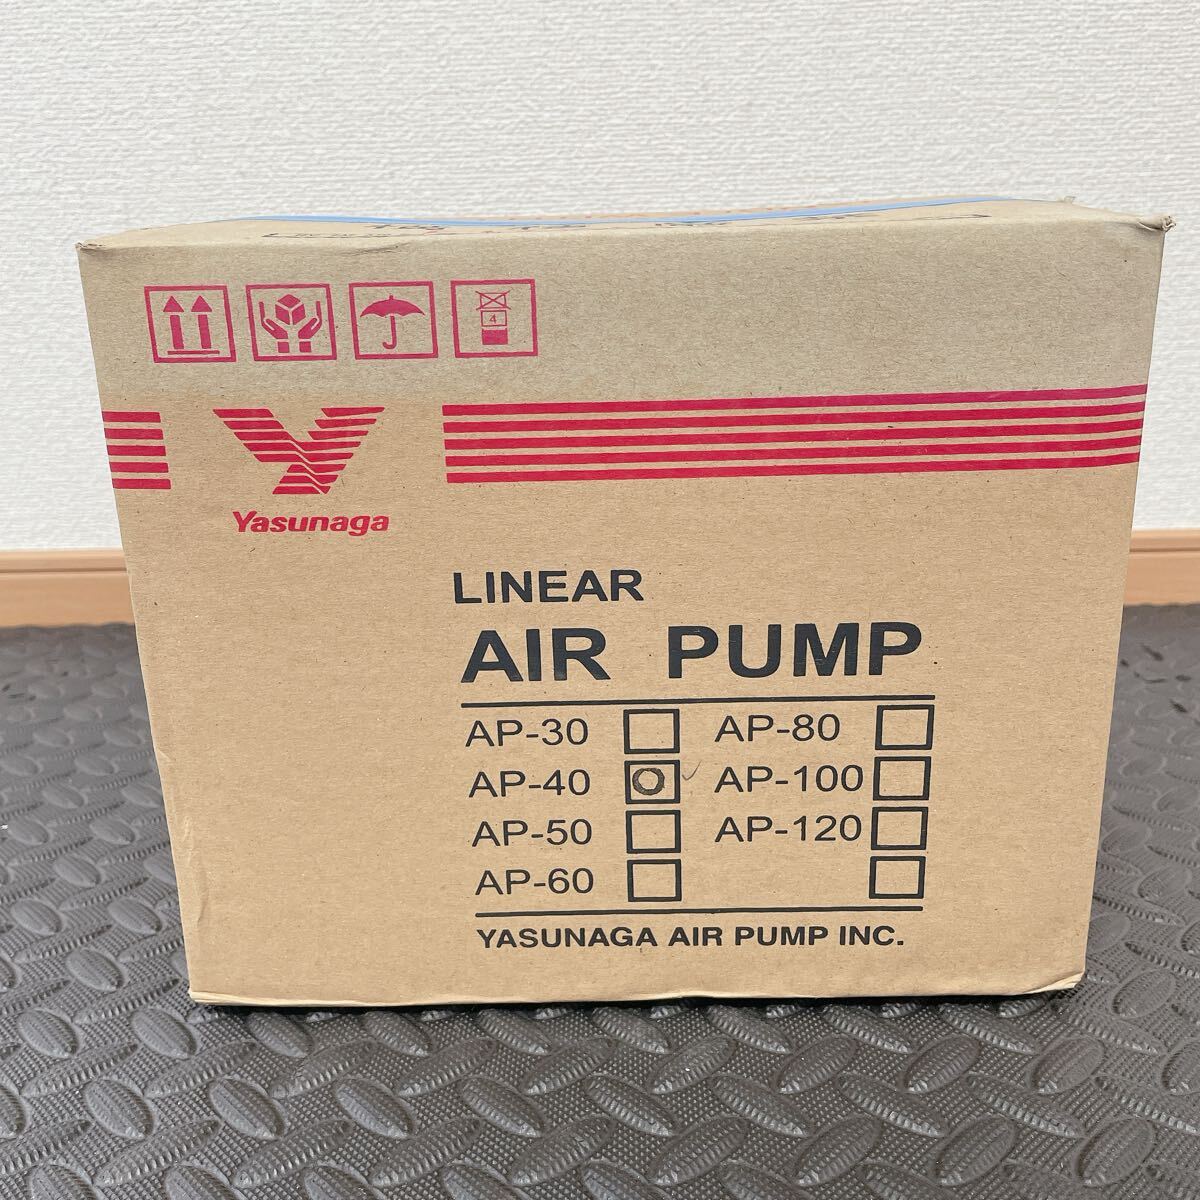 4
Yasunaga
LINEAR
AIR PUMP
AP-30 AP-80
AP-40 AP-100
AP-50 AP-120
AP-60
YASUNAGA AIR PUMP INC.